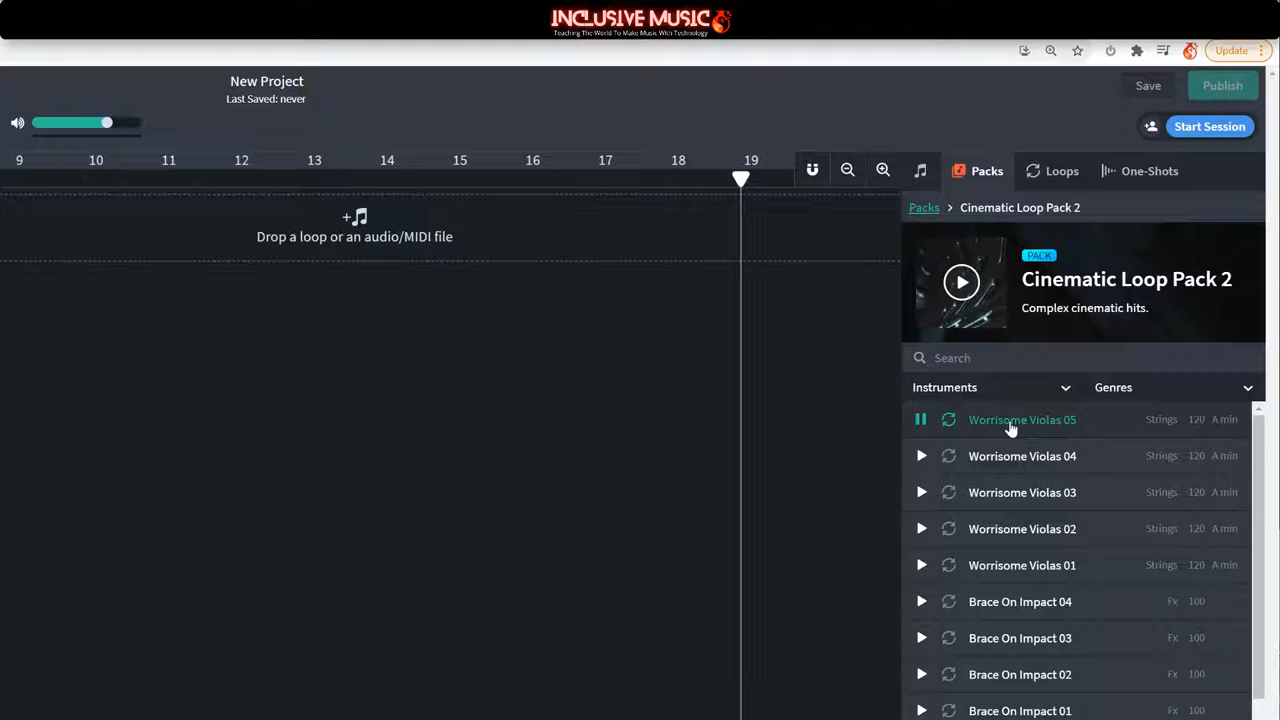 INCLUSIVE MUSIC
Teaching The World To Make Music With Technology
Update
New Project
Last Saved: never
Save
Publish
Start Session
9 10 11 12 13 14 15 16 17 18 19
Packs
Loops
One-Shots
Packs > Cinematic Loop Pack 2
PACK
Cinematic Loop Pack 2
Complex cinematic hits.
+
Drop a loop or an audio/MIDI file
Search
Instruments
Genres
Worrisome Violas 05 Strings 120 A min
Worrisome Violas 04 Strings 120 A min
Worrisome Violas 03 Strings 120 A min
Worrisome Violas 02 Strings 120 A min
Worrisome Violas 01 Strings 120 A min
Brace On Impact 04 Fx 100
Brace On Impact 03 Fx 100
Brace On Impact 02 Fx 100
Brace On Impact 01 Fx 100